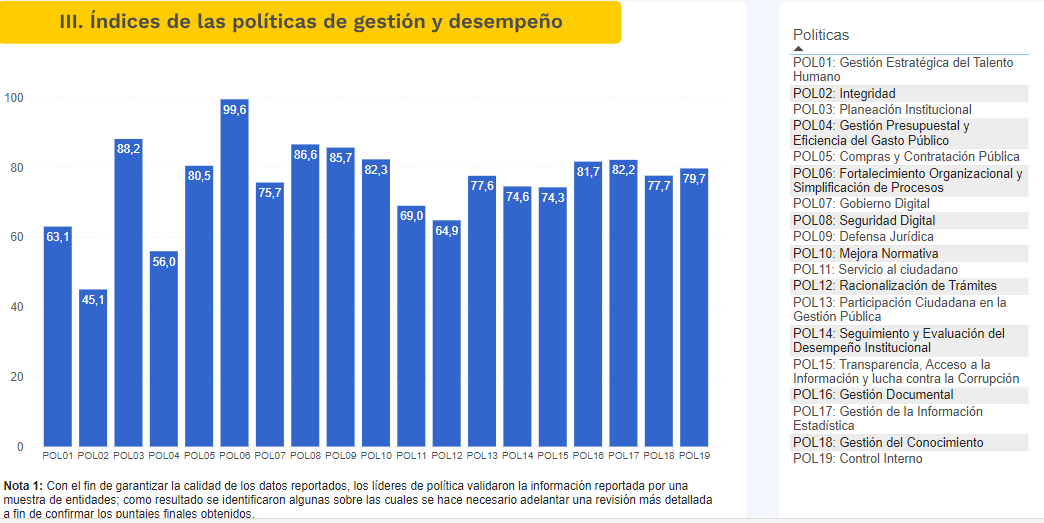 III. Índices de las políticas de gestión y desempeño
100
80
60
40
20
0
63,1
45,1
88,2
56,0
80,5
99,6
75,7
86,6
85,7
82,3
69,0
64,9
77,6
74,6
74,3
81,7
82,2
77,7
79,7
POL01 POL02 POL03 POL04 POL05 POL06 POL07 POL08 POL09 POL10 POL11 POL12 POL13 POL14 POL15 POL16 POL17 POL18 POL19
Nota 1: Con el fin de garantizar la calidad de los datos reportados, los líderes de política validaron la información reportada por una
muestra de entidades; como resultado se identificaron algunas sobre las cuales se hace necesario adelantar una revisión más detallada
a fin de confirmar los puntajes finales obtenidos.
Politicas
POL01: Gestión Estratégica del Talento
Humano
POL02: Integridad
POL03: Planeación Institucional
POL04: Gestión Presupuestal y
Eficiencia del Gasto Público
POL05: Compras y Contratación Pública
POL06: Fortalecimiento Organizacional y
Simplificación de Procesos
POL07: Gobierno Digital
POL08: Seguridad Digital
POL09: Defensa Jurídica
POL10: Mejora Normativa
POL11: Servicio al ciudadano
POL12: Racionalización de Trámites
POL13: Participación Ciudadana en la
Gestión Pública
POL14: Seguimiento y Evaluación del
Desempeño Institucional
POL15: Transparencia, Acceso a la
Información y lucha contra la Corrupción
POL16: Gestión Documental
POL17: Gestión de la Información
Estadística
POL18: Gestión del Conocimiento
POL19: Control Interno